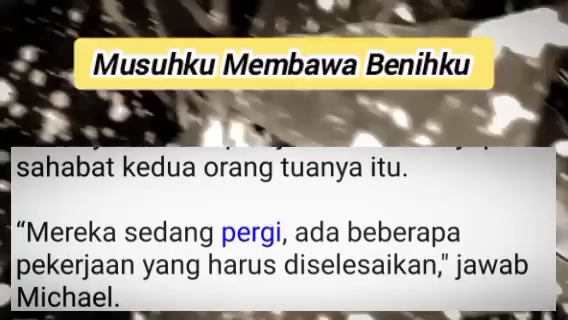 Musuhku Membawa Benihku
sahabat kedua orang tuanya itu.
“Mereka sedang pergi, ada beberapa
pekerjaan yang harus diselesaikan," jawab
Michael.